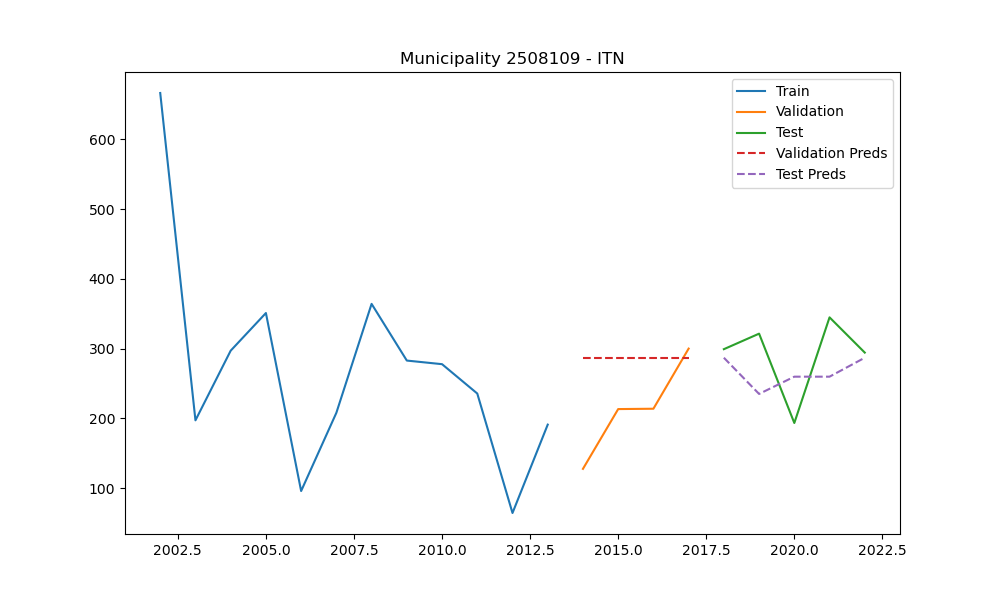 Municipality 2508109 - ITN
Train
Validation
Test
Validation Preds
Test Preds
600
500
400
300
200
100
2002.5 2005.0 2007.5 2010.0 2012.5 2015.0 2017.5 2020.0 2022.5